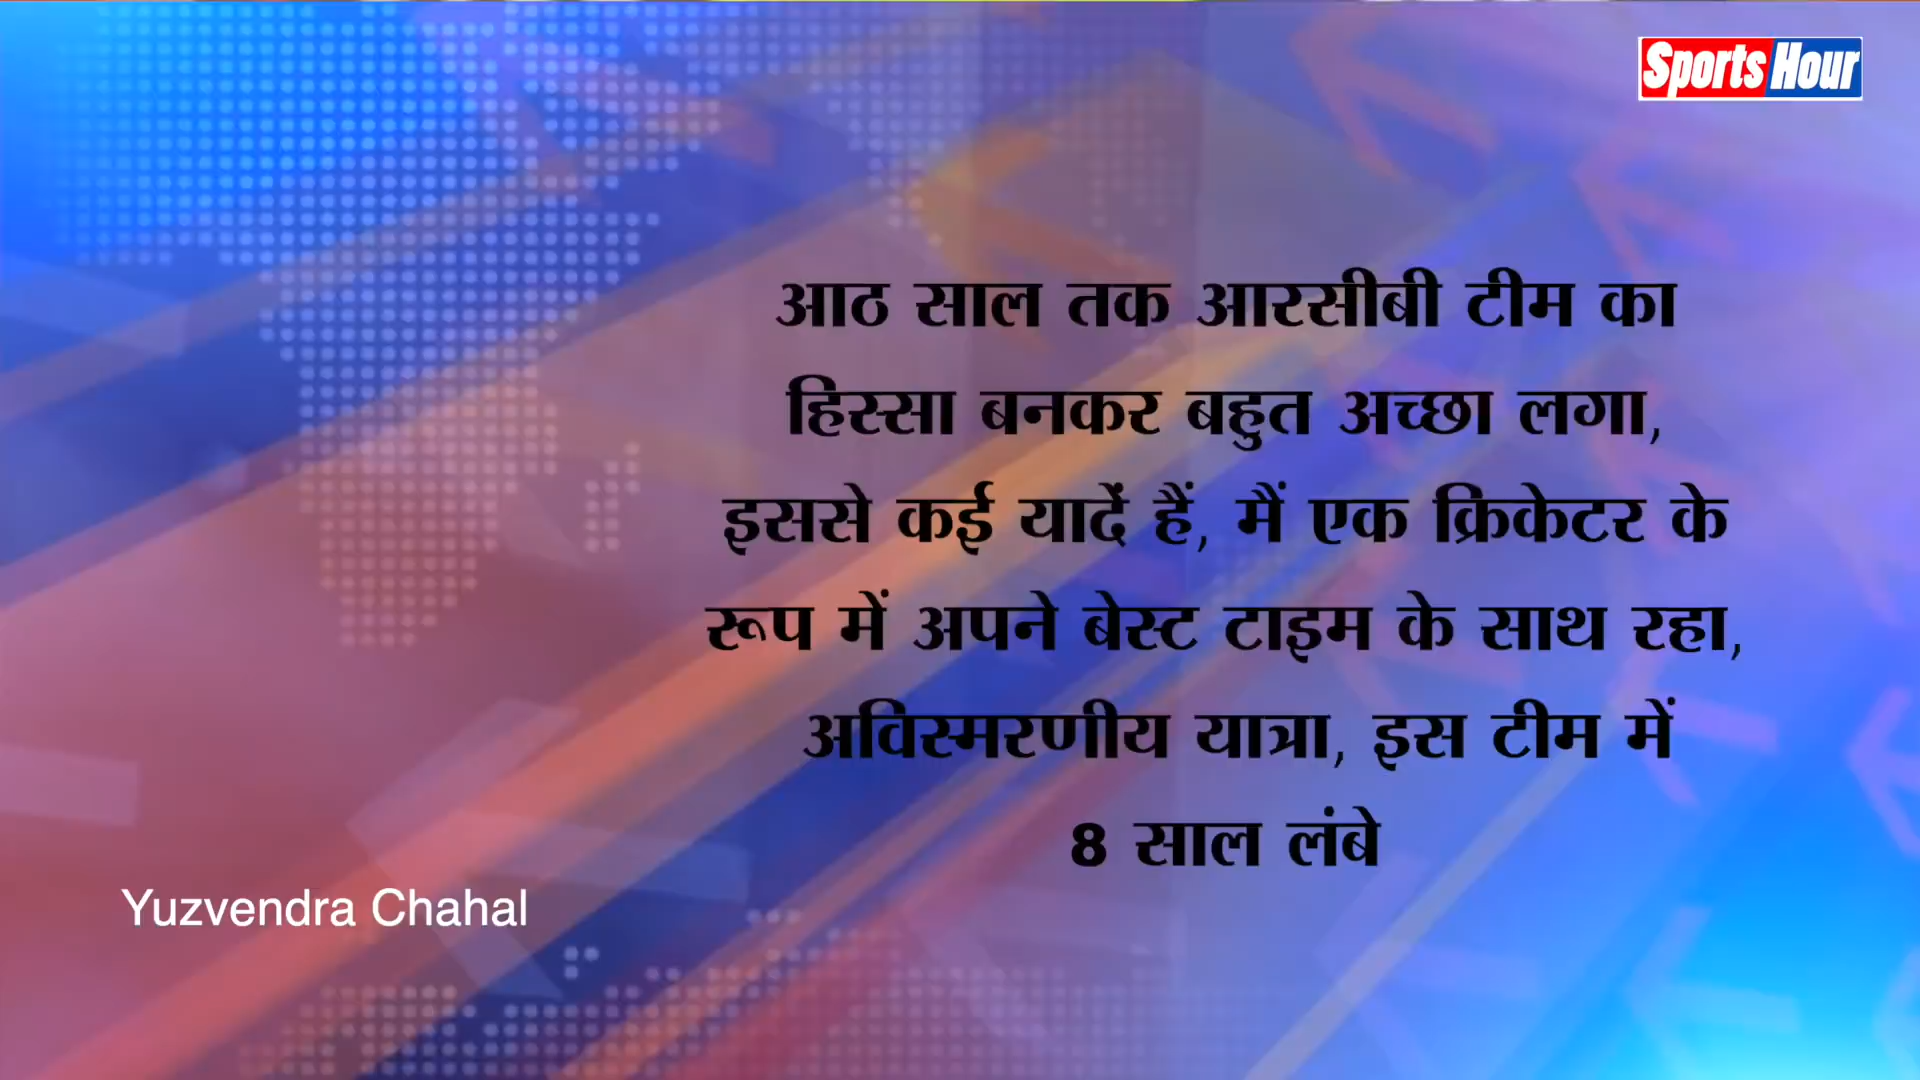 Sports Hour
आठ साल तक आरसीबी टीम का
हिस्सा बनकर बहुत अच्छा लगा,
इससे कई यादें हैं, मैं एक क्रिकेटर के
रूप में अपने बेस्ट टाइम के साथ रहा,
अविस्मरणीय यात्रा, इस टीम में
8 साल लंबे
Yuzvendra Chahal